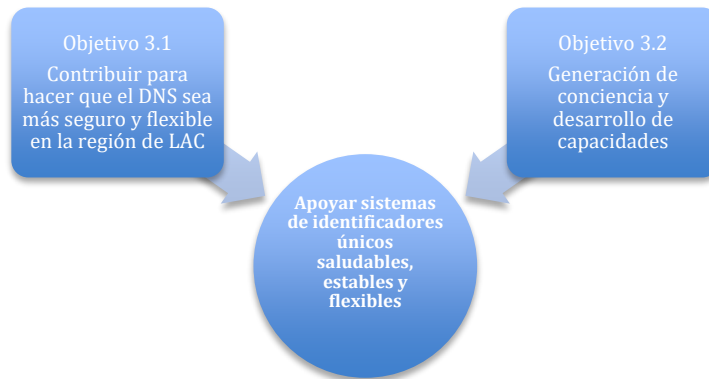 Objetivo 3.1
Contribuir para
hacer que el DNS sea
más seguro y flexible
en la región de LAC
Objetivo 3.2
Generación de
conciencia y
desarrollo de
capacidades
Apoyar sistemas
de identificadores
únicos
saludables,
estables y
flexibles